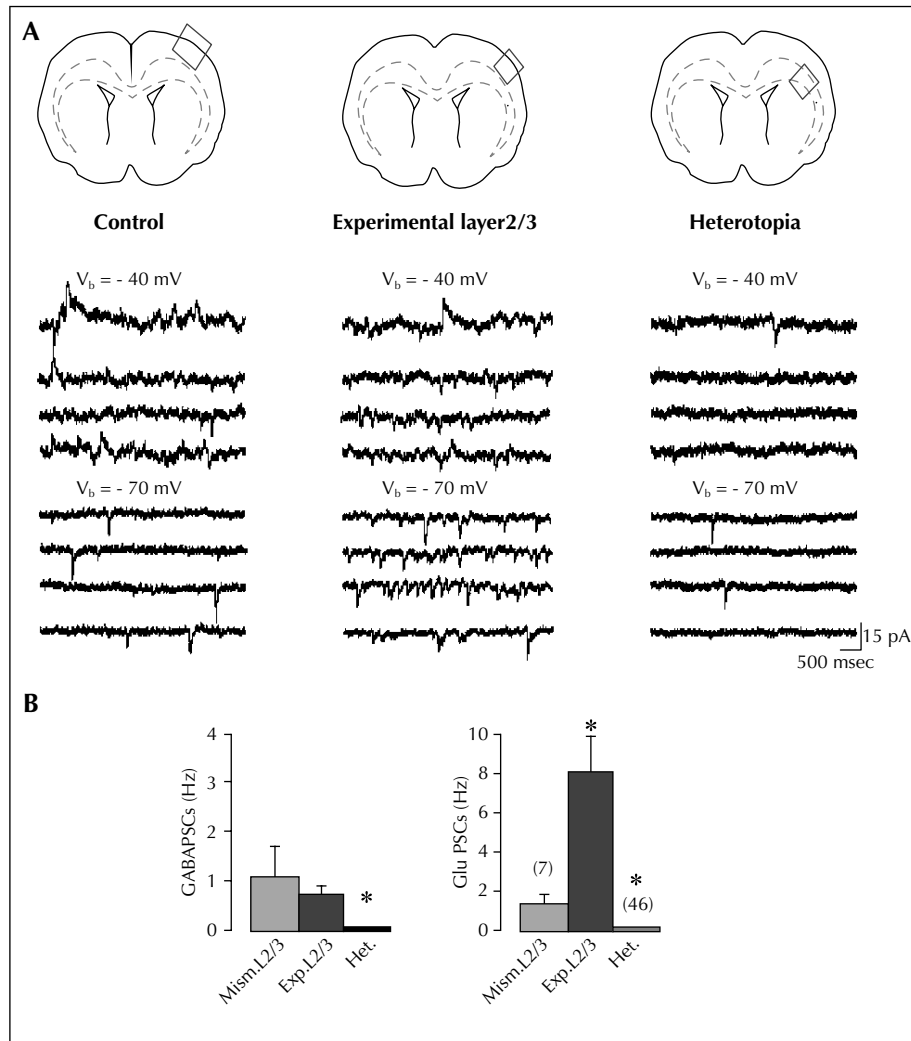 A
Control
Experimental layer2/3
Heterotopia
V_b = - 40 mV
V_b = - 40 mV
V_b = - 40 mV
V_b = - 70 mV
V_b = - 70 mV
V_b = - 70 mV
15 pA
500 msec
B
GABAPSCs (Hz)
4
3
2
1
0
*
Mism.L2/3
Exp.L2/3
Het.
Glu PSCs (Hz)
10
8
6
4
2
0
*
(7)
*
(46)
Mism.L2/3
Exp.L2/3
Het.